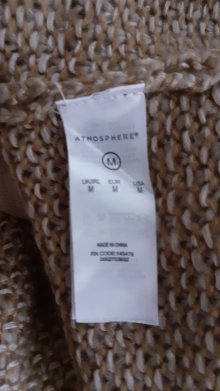 ATMOSPHERE®
M
UK/IRL EUR USA
M M M
MADE IN CHINA